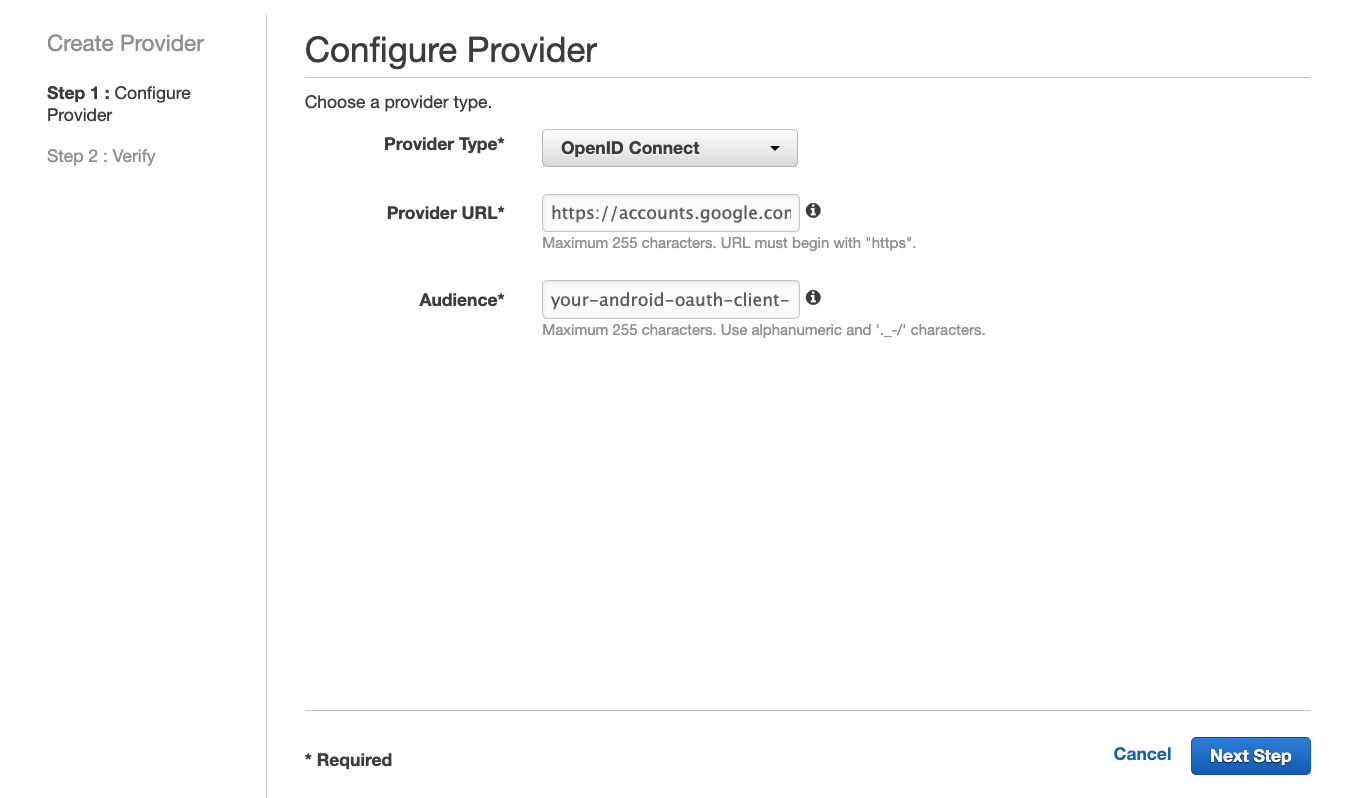 Create Provider
Step 1 : Configure
Provider
Step 2 : Verify
Configure Provider
Choose a provider type.
Provider Type*
OpenID Connect
Provider URL*
https://accounts.google.com
Maximum 255 characters. URL must begin with "https".
Audience*
your-android-oauth-client-
Maximum 255 characters. Use alphanumeric and '._-/' characters.
* Required
Cancel
Next Step